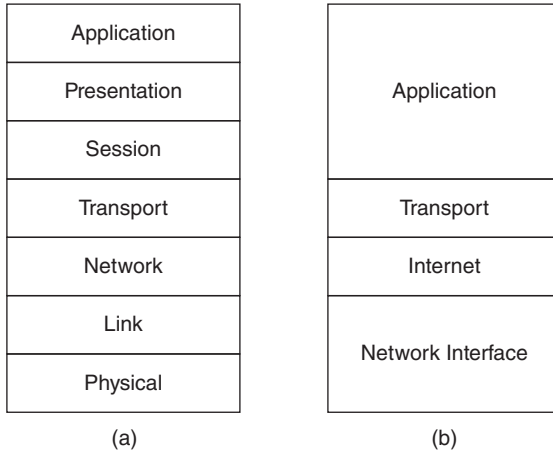 Application
Presentation
Session
Transport
Network
Link
Physical
(a)
Application
Transport
Internet
Network Interface
(b)